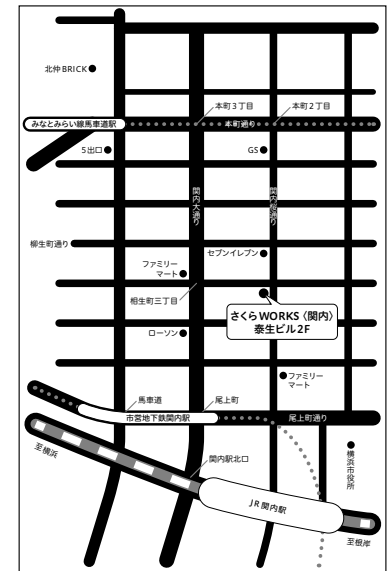 北仲BRICK
本町3丁目
本町2丁目
みなとみらい線馬車道駅
本町通り
5出口
GS
関内大通り
関内桜通り
柳生町通り
セブンイレブン
ファミリー
マート
相生町三丁目
さくらWORKS〈関内〉
泰生ビル2F
ローソン
ファミリー
マート
馬車道
尾上町
市営地下鉄関内駅
尾上町通り
至横浜
関内駅北口
横浜市役所
JR関内駅
至根岸